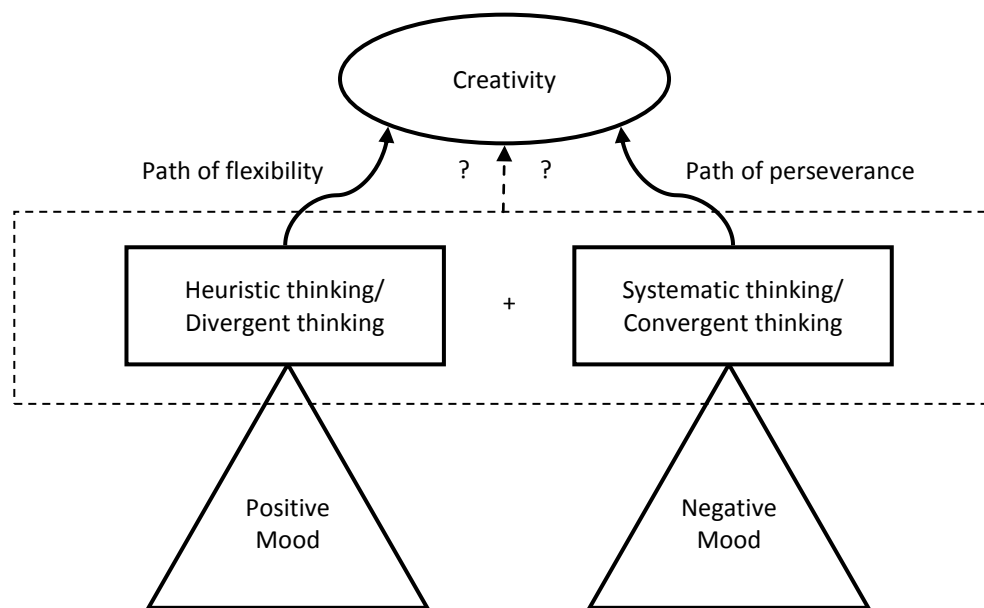 Creativity
Path of flexibility
? ?
Path of perseverance
Heuristic thinking/
Divergent thinking
+
Systematic thinking/
Convergent thinking
Positive
Mood
Negative
Mood